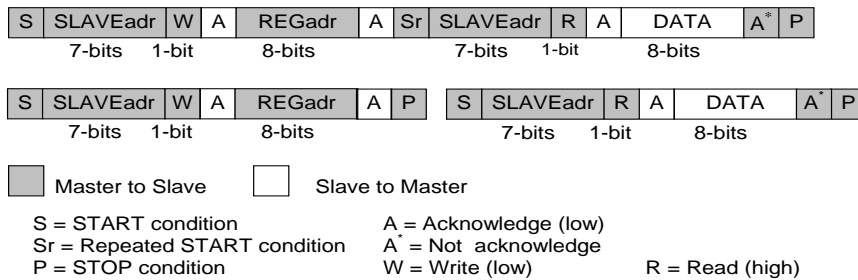 S SLAVEadr W A REGadr A Sr SLAVEadr R A DATA A* P
7-bits 1-bit 8-bits 7-bits 1-bit 8-bits
S SLAVEadr W A REGadr A P S SLAVEadr R A DATA A* P
7-bits 1-bit 8-bits 7-bits 1-bit 8-bits
Master to Slave Slave to Master
S = START condition A = Acknowledge (low)
Sr = Repeated START condition A* = Not acknowledge
P = STOP condition W = Write (low) R = Read (high)